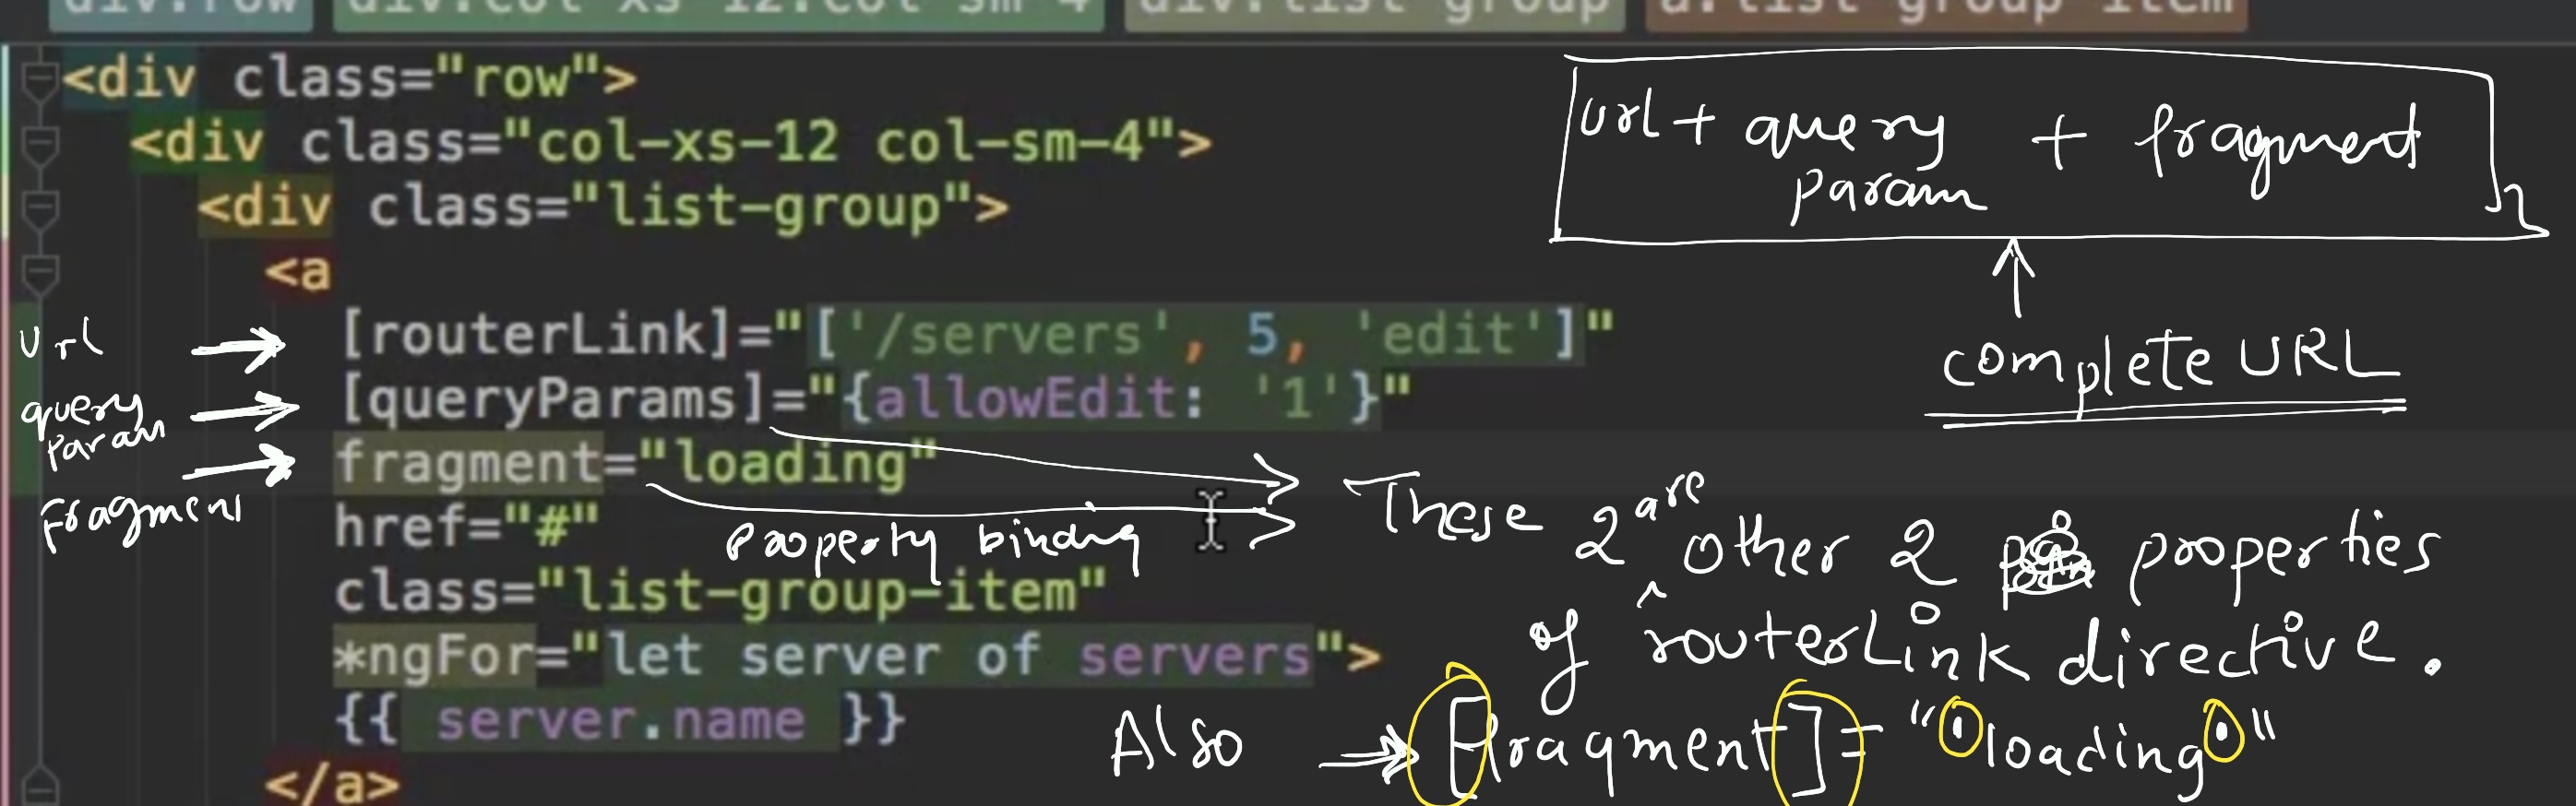 div.row div.col-xs-12.col-sm-4 div.list-group a.list-group-item
<div class="row">
<div class="col-xs-12 col-sm-4">
<div class="list-group">
<a
[routerLink]="['/servers', 5, 'edit']"
[queryParams]="{allowEdit: '1'}"
fragment="loading"
href="#"
class="list-group-item"
*ngFor="let server of servers">
{{ server.name }}
</a>
url + query param + fragment
complete URL
url
query param
Fragment
Property binding
These 2 are other 2 properties
of routerLink directive.
Also [fragment] = "'loading'"